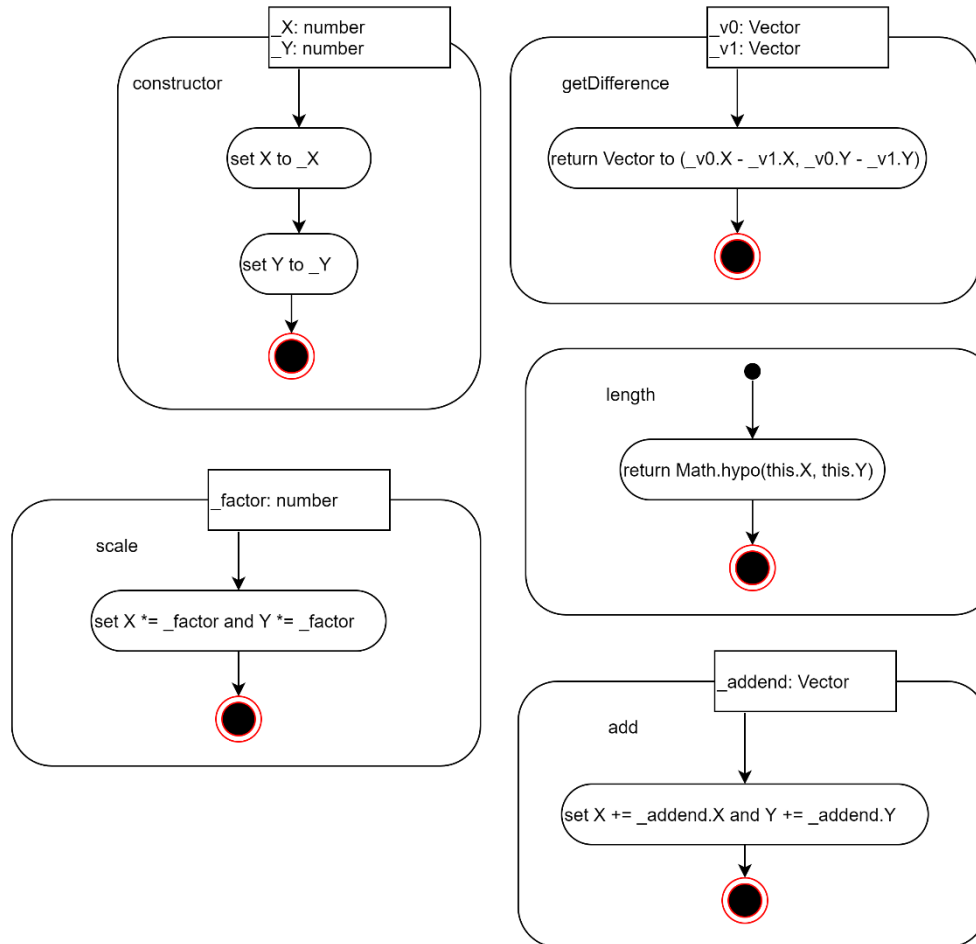 _X: number
_Y: number
constructor
set X to _X
set Y to _Y
_v0: Vector
_v1: Vector
getDifference
return Vector to (_v0.X - _v1.X, _v0.Y - _v1.Y)
length
return Math.hypo(this.X, this.Y)
_factor: number
scale
set X *= _factor and Y *= _factor
_addend: Vector
add
set X += _addend.X and Y += _addend.Y